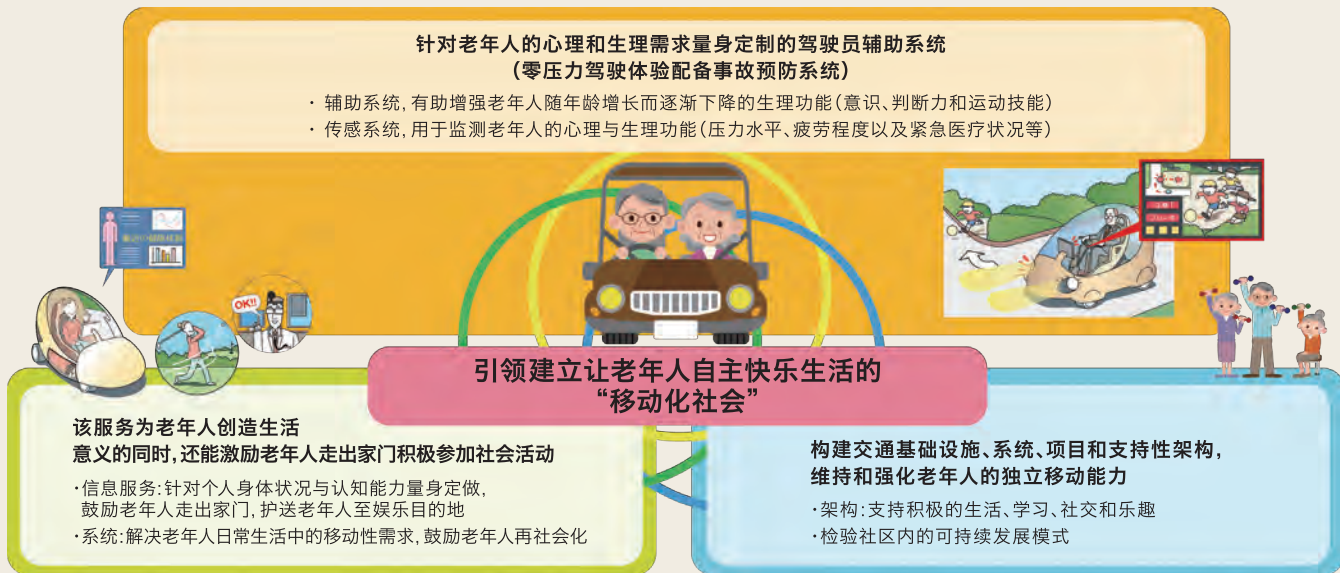 针对老年人的心理和生理需求量身定制的驾驶员辅助系统
（零压力驾驶体验配备事故预防系统）
· 辅助系统，有助增强老年人随年龄增长而逐渐下降的生理功能（意识、判断力和运动技能）
· 传感系统，用于监测老年人的心理与生理功能（压力水平、疲劳程度以及紧急医疗状况等）
OK!!
引领建立让老年人自主快乐生活的
“移动化社会”
该服务为老年人创造生活
意义的同时，还能激励老年人走出家门积极参加社会活动
·信息服务：针对个人身体状况与认知能力量身定做，
鼓励老年人走出家门，护送老年人至娱乐目的地
·系统：解决老年人日常生活中的移动性需求，鼓励老年人再社会化
构建交通基础设施、系统、项目和支持性架构，
维持和强化老年人的独立移动能力
·架构：支持积极的生活、学习、社交和乐趣
·检验社区内的可持续发展模式